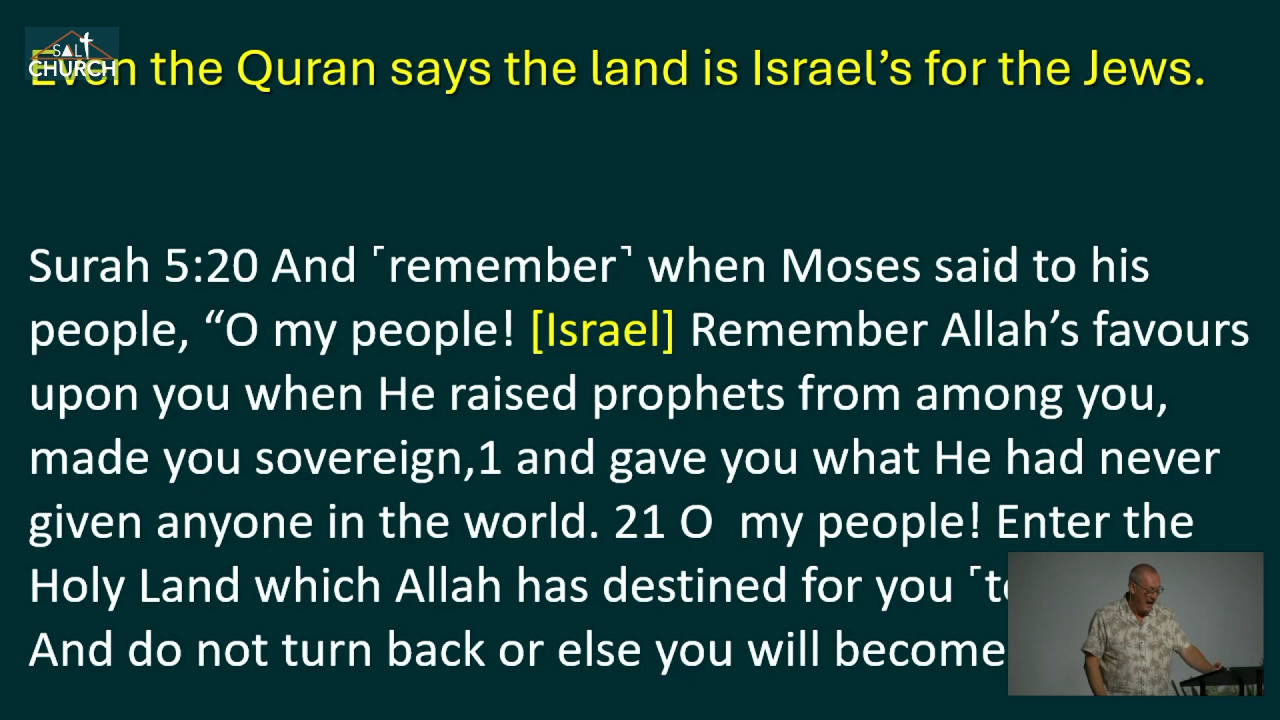 SALT
CHURCH
Even the Quran says the land is Israel’s for the Jews.
Surah 5:20 And ⸢remember⸣ when Moses said to his
people, “O my people! [Israel] Remember Allah’s favours
upon you when He raised prophets from among you,
made you sovereign,1 and gave you what He had never
given anyone in the world. 21 O  my people! Enter the
Holy Land which Allah has destined for you
And do not turn back or else you will become